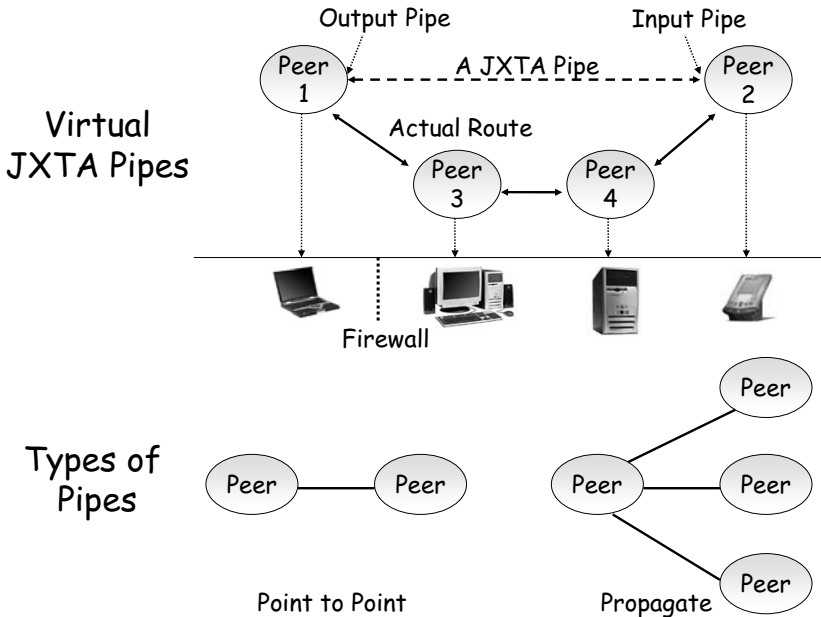 Output Pipe
Input Pipe
Peer
1
A JXTA Pipe
Peer
2
Virtual
JXTA Pipes
Actual Route
Peer
3
Peer
4
Firewall
Types of
Pipes
Peer
Peer
Point to Point
Peer
Peer
Peer
Peer
Propagate